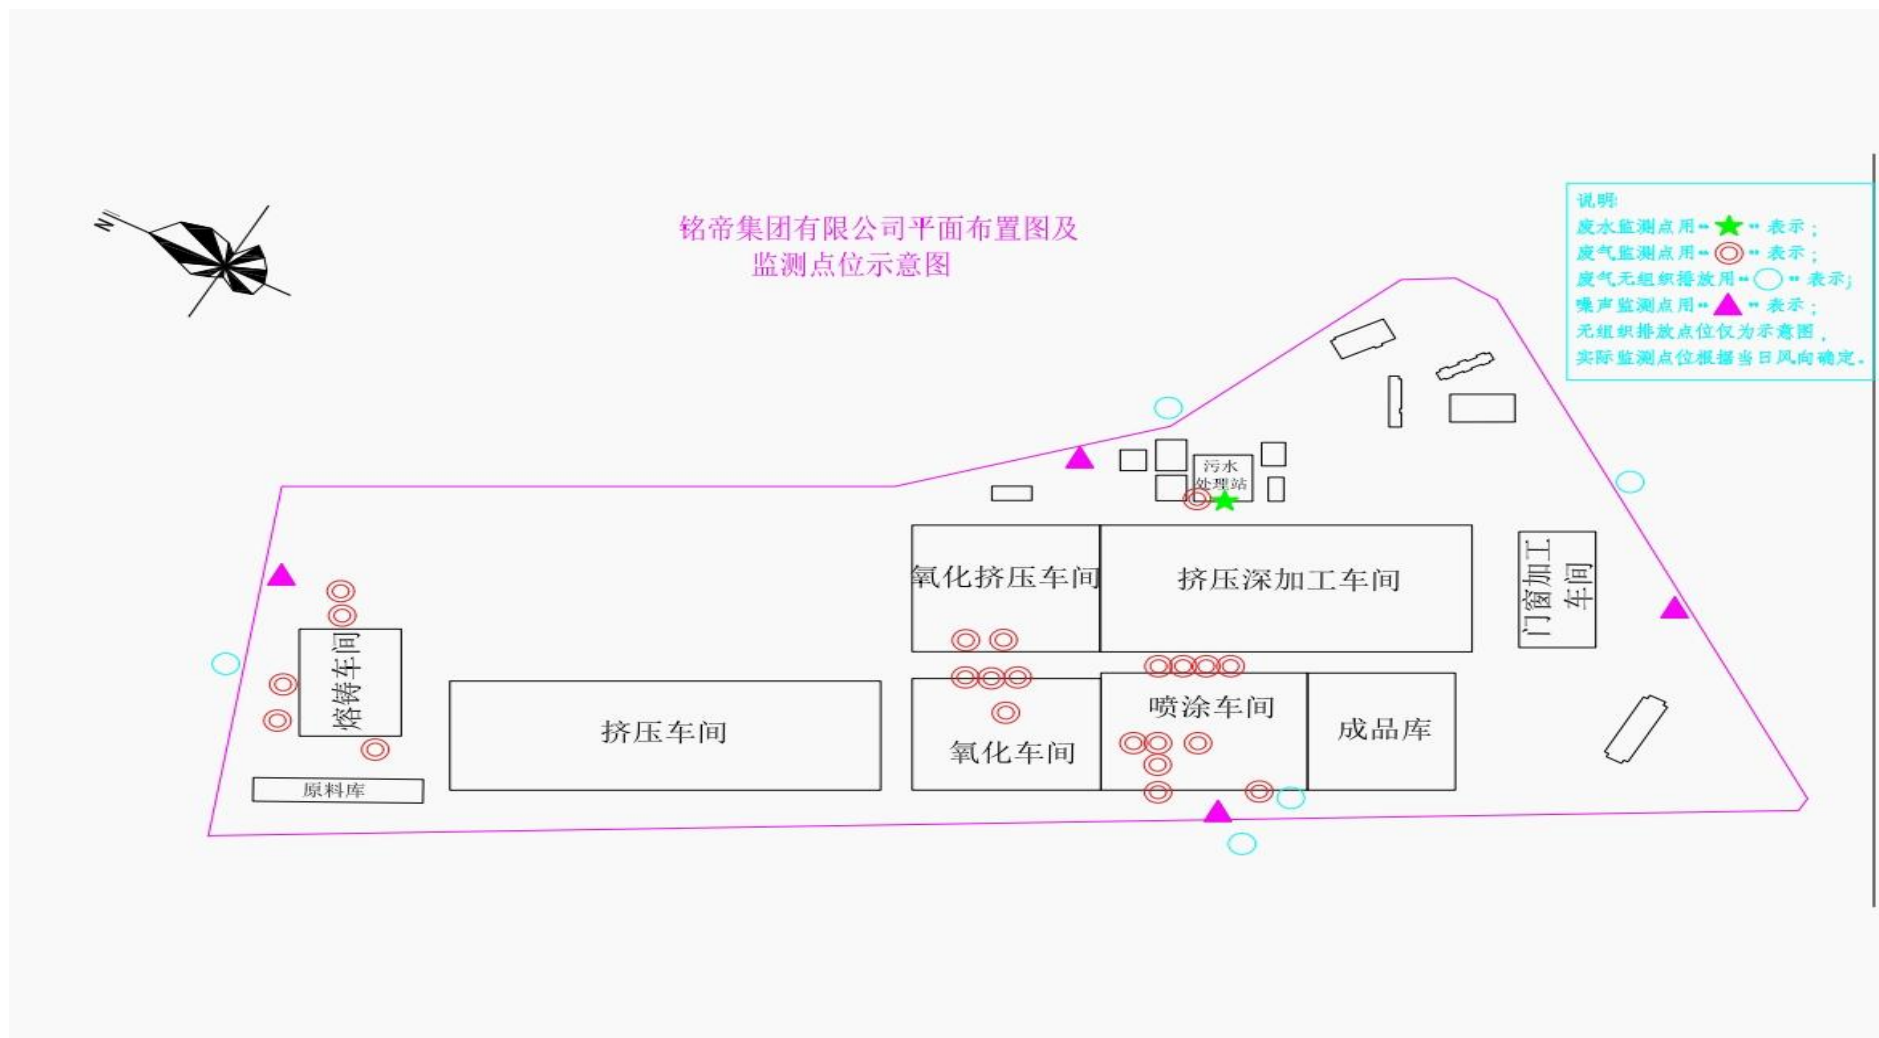 铭帝集团有限公司平面布置图及
监测点位示意图
N
说明:
废水监测点用"★"表示；
废气监测点用"◎"表示；
废气无组织排放用"○"表示;
噪声监测点用"▲"表示；
无组织排放点位仅为示意图，
实际监测点位根据当日风向确定。
污水
处理站
氧化挤压车间
挤压深加工车间
门窗加工
车间
熔铸车间
挤压车间
氧化车间
喷涂车间
成品库
原料库